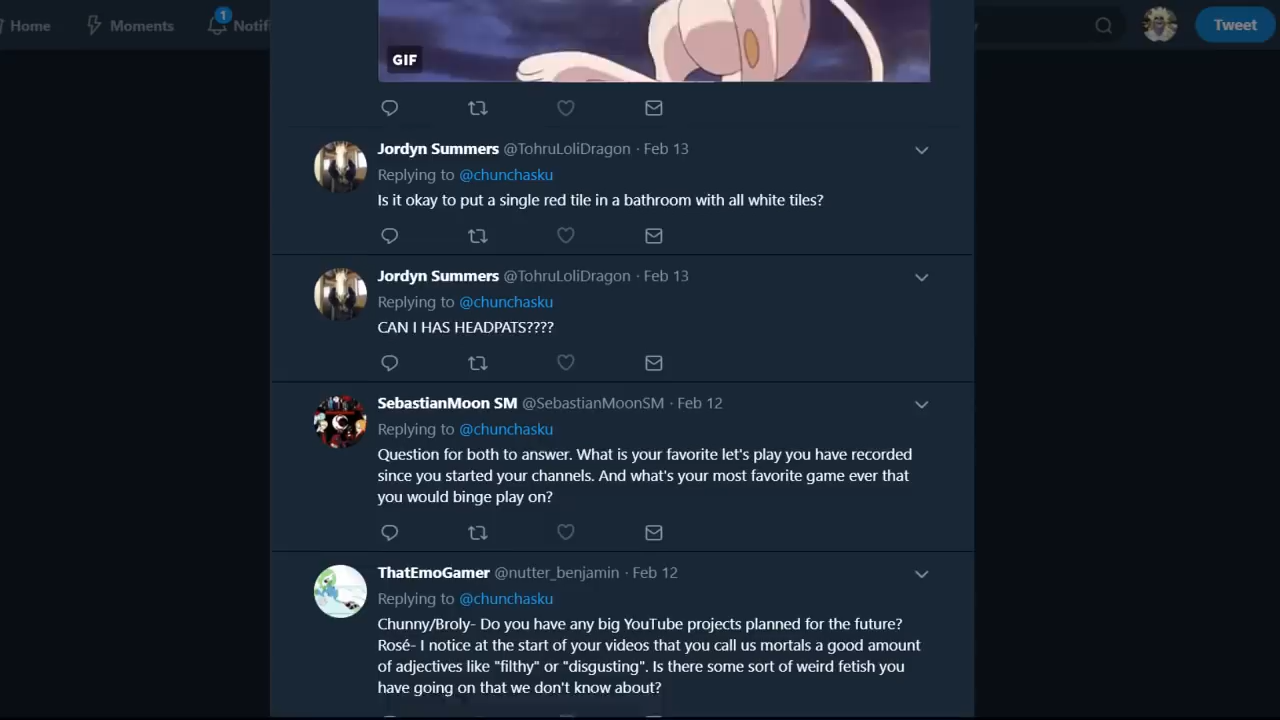 Home
Moments
1
Notif
Tweet
GIF
Jordyn Summers @TohruLoliDragon · Feb 13
Replying to @chunchasku
Is it okay to put a single red tile in a bathroom with all white tiles?
Jordyn Summers @TohruLoliDragon · Feb 13
Replying to @chunchasku
CAN I HAS HEADPATS????
SebastianMoon SM @SebastianMoonSM · Feb 12
Replying to @chunchasku
Question for both to answer. What is your favorite let's play you have recorded
since you started your channels. And what's your most favorite game ever that
you would binge play on?
ThatEmoGamer @nutter_benjamin · Feb 12
Replying to @chunchasku
Chunny/Broly- Do you have any big YouTube projects planned for the future?
Rosé- I notice at the start of your videos that you call us mortals a good amount
of adjectives like "filthy" or "disgusting". Is there some sort of weird fetish you
have going on that we don't know about?